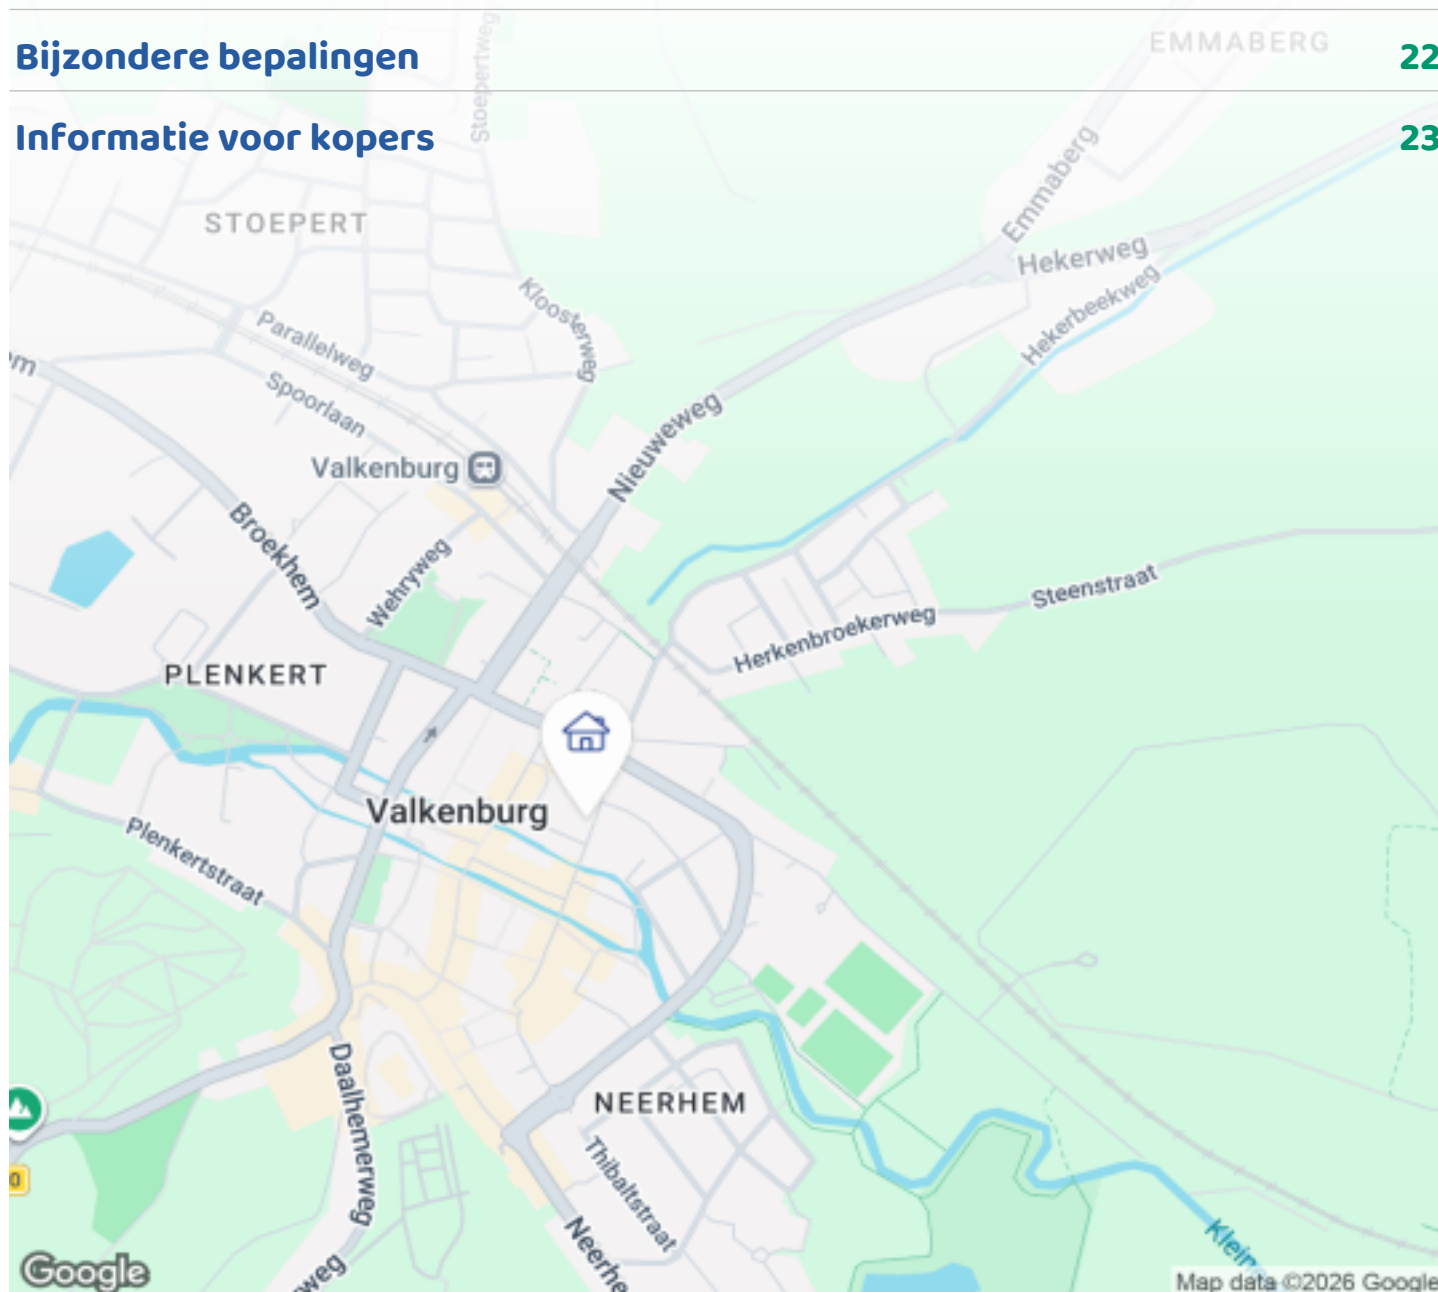 Bijzondere bepalingen 22
Informatie voor kopers 23
EMMABERG
Stoepertweg
Emmaberg
STOEPERT
Hekerweg
Kloosterweg
Hekerbeekweg
Parallelweg
Spoorlaan
Nieuweweg
Valkenburg
Broekhem
Wehryweg
Steenstraat
Herkenbroekerweg
PLENKERT
Valkenburg
Plenkertstraat
Daalhemerweg
NEERHEM
Thibaltstraat
Google
Map data ©2026 Google